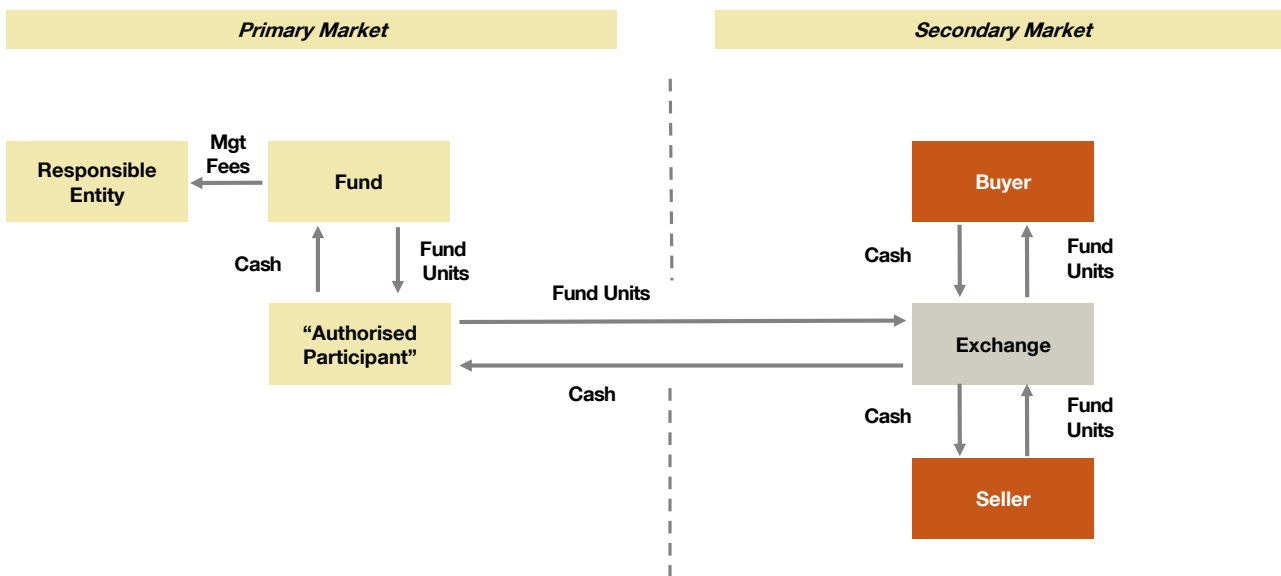 Primary Market
Secondary Market
Mgt
Fees
Responsible
Entity
Fund
Buyer
Cash
Fund
Units
Cash
Fund
Units
Fund Units
“Authorised
Participant”
Exchange
Cash
Cash
Fund
Units
Seller